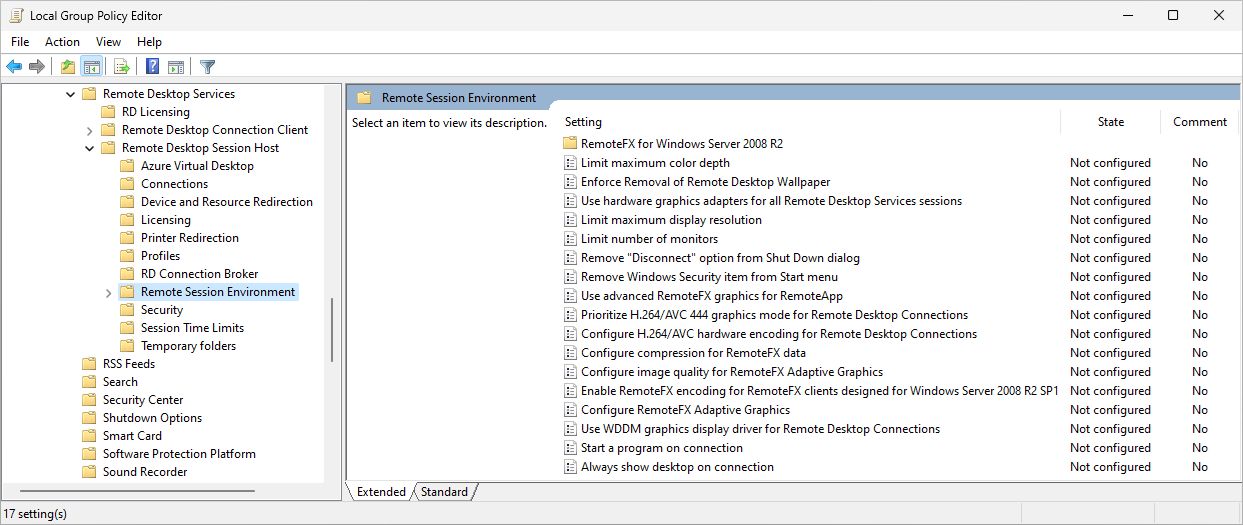 Local Group Policy Editor
File Action View Help
Remote Desktop Services
RD Licensing
Remote Desktop Connection Client
Remote Desktop Session Host
Azure Virtual Desktop
Connections
Device and Resource Redirection
Licensing
Printer Redirection
Profiles
RD Connection Broker
Remote Session Environment
Security
Session Time Limits
Temporary folders
RSS Feeds
Search
Security Center
Shutdown Options
Smart Card
Software Protection Platform
Sound Recorder
Remote Session Environment
Select an item to view its description.
Setting State Comment
RemoteFX for Windows Server 2008 R2
Limit maximum color depth Not configured No
Enforce Removal of Remote Desktop Wallpaper Not configured No
Use hardware graphics adapters for all Remote Desktop Services sessions Not configured No
Limit maximum display resolution Not configured No
Limit number of monitors Not configured No
Remove "Disconnect" option from Shut Down dialog Not configured No
Remove Windows Security item from Start menu Not configured No
Use advanced RemoteFX graphics for RemoteApp Not configured No
Prioritize H.264/AVC 444 graphics mode for Remote Desktop Connections Not configured No
Configure H.264/AVC hardware encoding for Remote Desktop Connections Not configured No
Configure compression for RemoteFX data Not configured No
Configure image quality for RemoteFX Adaptive Graphics Not configured No
Enable RemoteFX encoding for RemoteFX clients designed for Windows Server 2008 R2 SP1 Not configured No
Configure RemoteFX Adaptive Graphics Not configured No
Use WDDM graphics display driver for Remote Desktop Connections Not configured No
Start a program on connection Not configured No
Always show desktop on connection Not configured No
Extended Standard
17 setting(s)